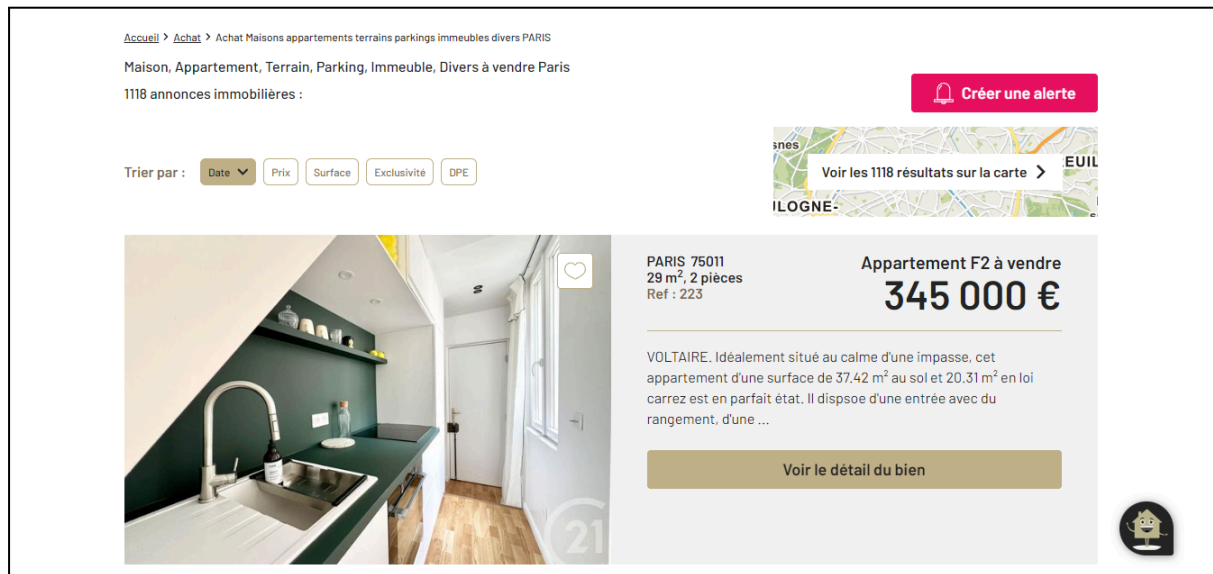 Accueil > Achat > Achat Maisons appartements terrains parkings immeubles divers PARIS
Maison, Appartement, Terrain, Parking, Immeuble, Divers à vendre Paris
1118 annonces immobilières :
Créer une alerte
Trier par :
Date
Prix
Surface
Exclusivité
DPE
snes
EUIL
Voir les 1118 résultats sur la carte >
ULOGNE-
PARIS 75011
29 m², 2 pièces
Ref : 223
Appartement F2 à vendre
345 000 €
VOLTAIRE. Idéalement situé au calme d'une impasse, cet
appartement d'une surface de 37.42 m² au sol et 20.31 m² en loi
carrez est en parfait état. Il dispsoe d'une entrée avec du
rangement, d'une ...
Voir le détail du bien
21